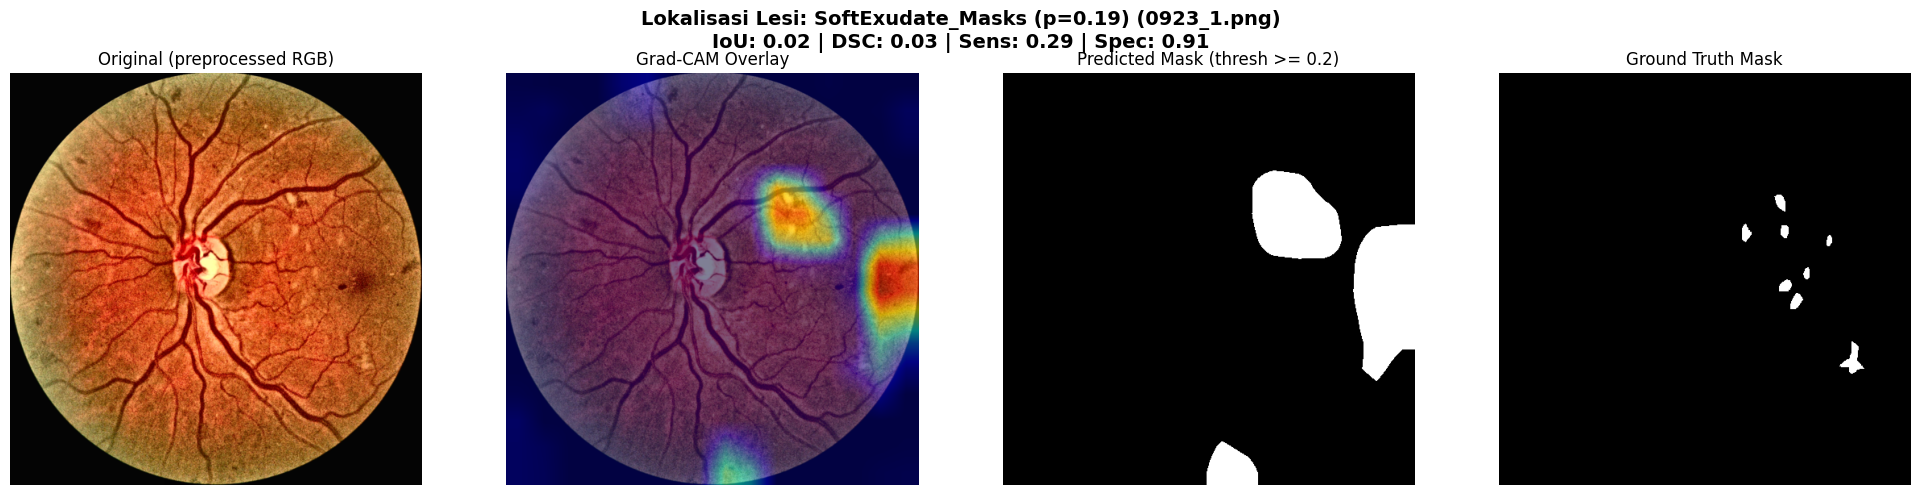 Lokalisasi Lesi: SoftExudate_Masks (p=0.19) (0923_1.png)
IoU: 0.02 | DSC: 0.03 | Sens: 0.29 | Spec: 0.91
Original (preprocessed RGB)
Grad-CAM Overlay
Predicted Mask (thresh >= 0.2)
Ground Truth Mask